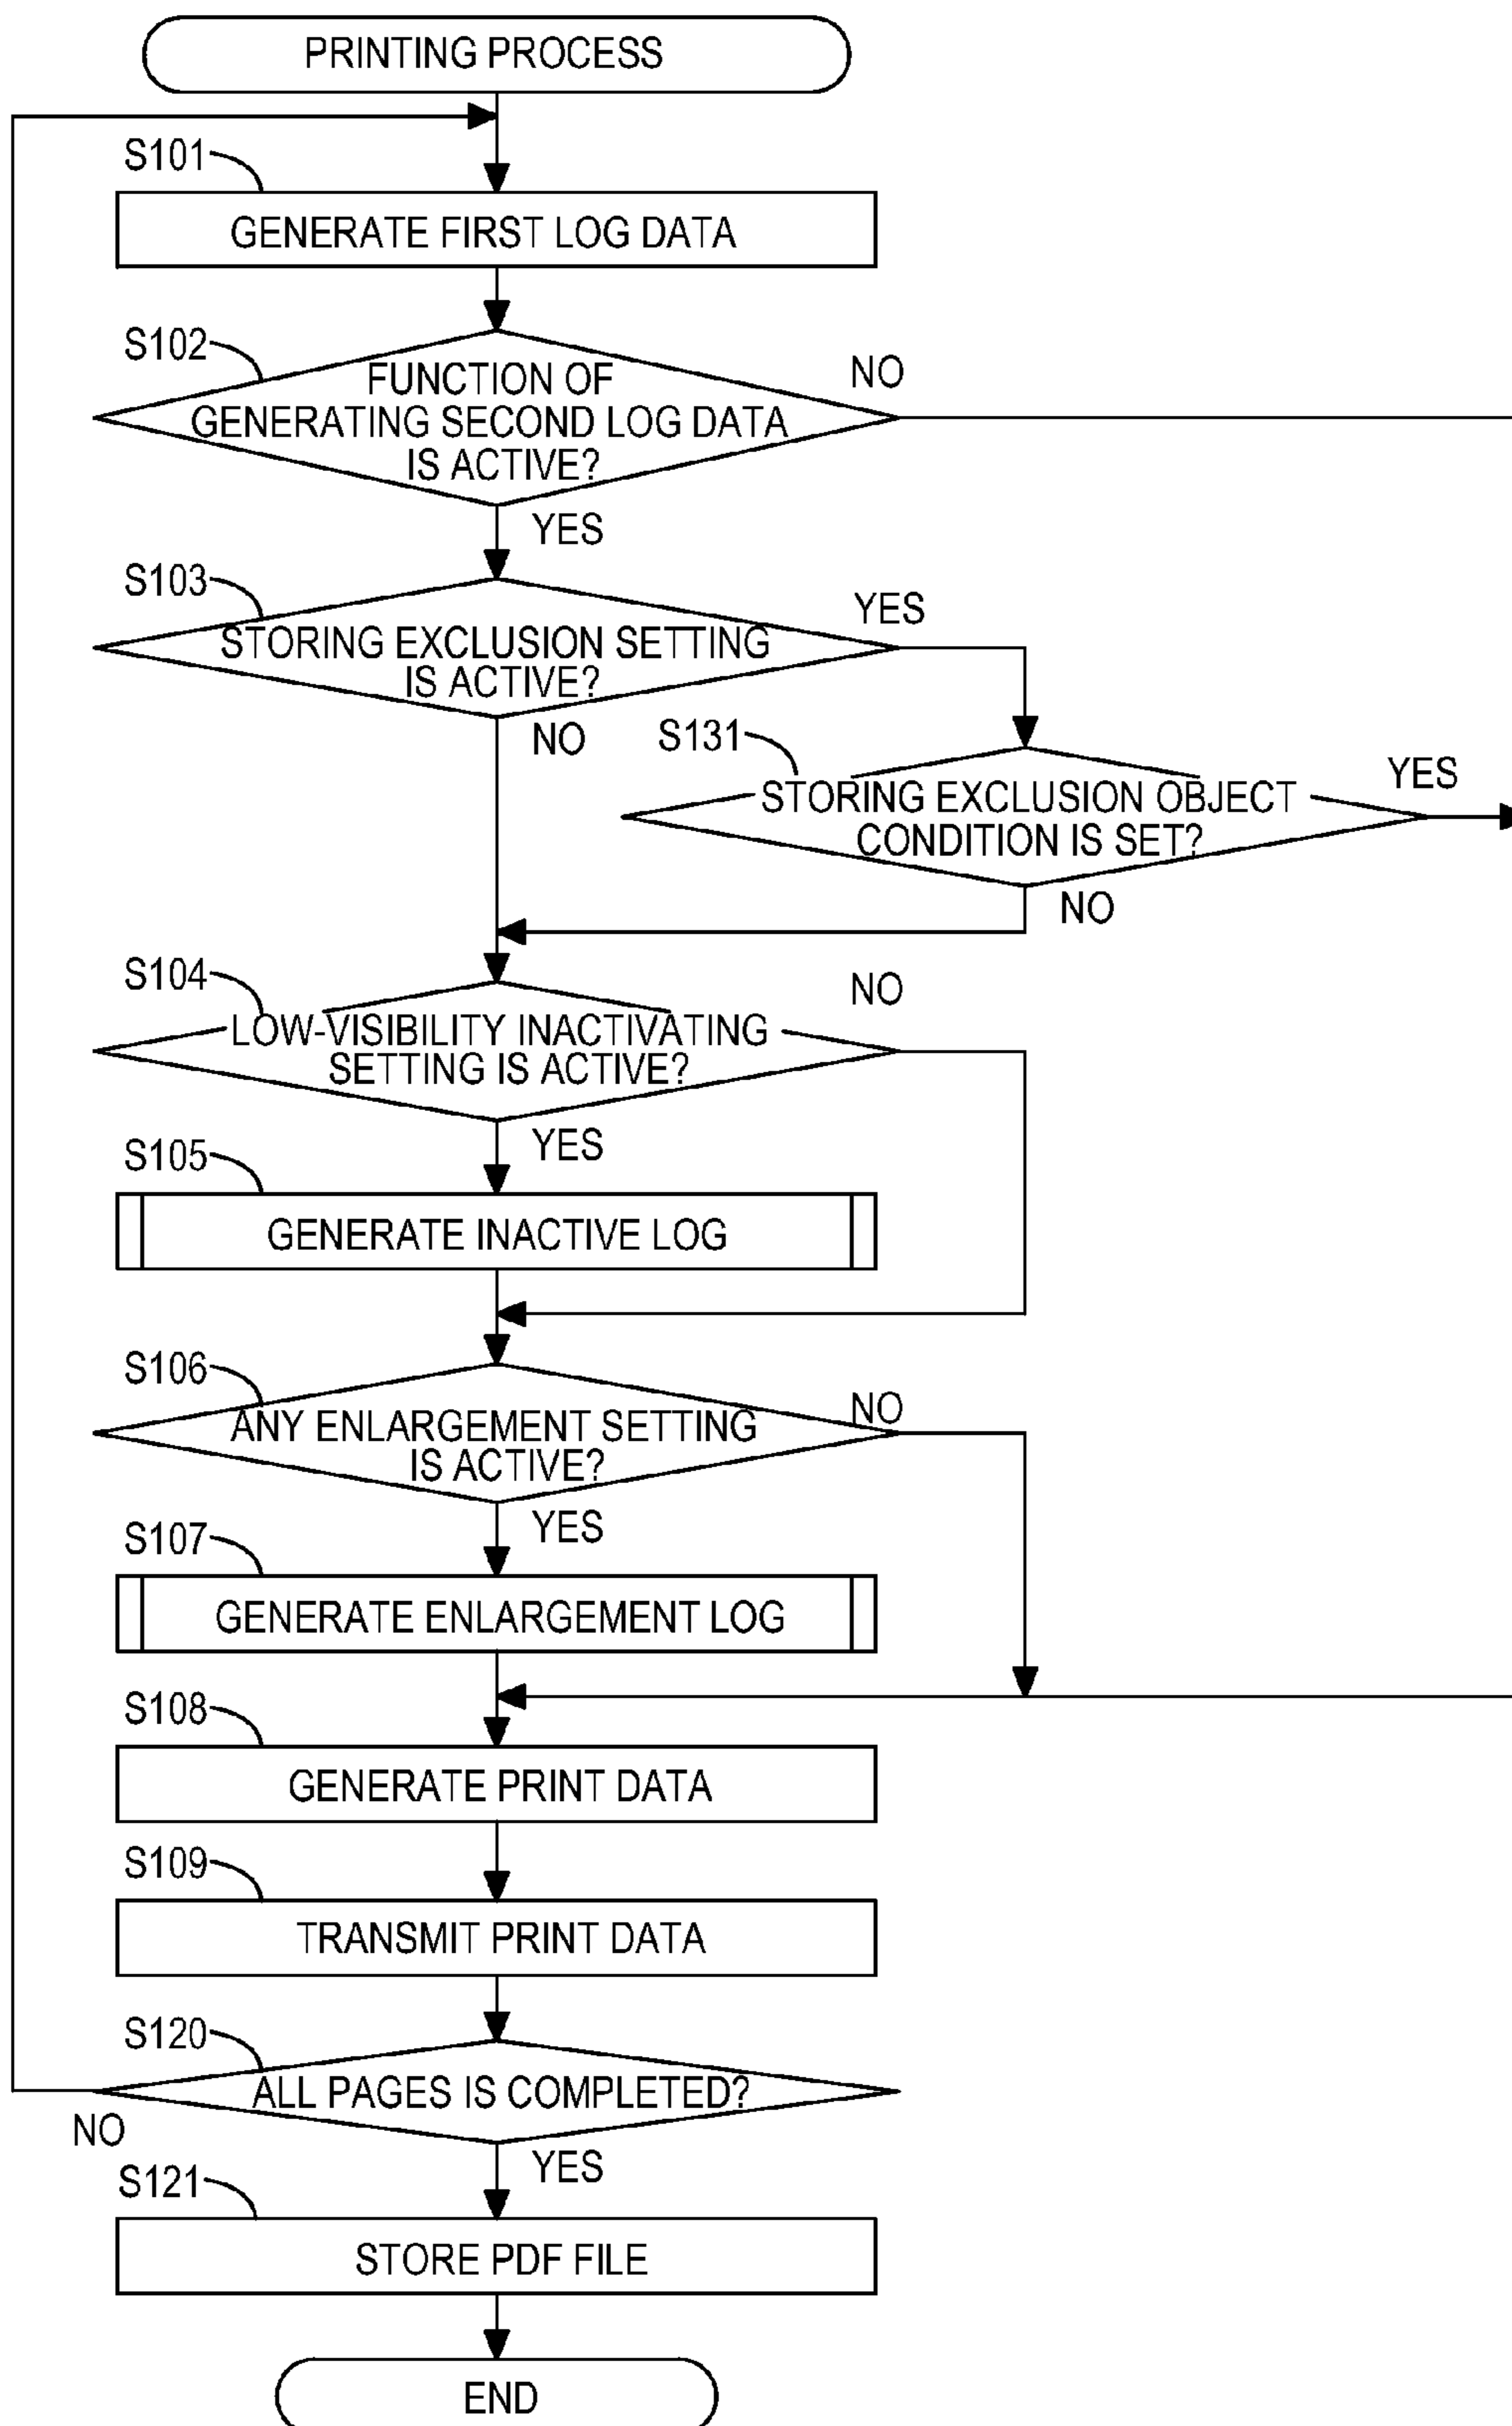 PRINTING PROCESS
S101
GENERATE FIRST LOG DATA
S102
FUNCTION OF
GENERATING SECOND LOG DATA
IS ACTIVE?
NO
YES
S103
STORING EXCLUSION SETTING
IS ACTIVE?
YES
NO
S131
STORING EXCLUSION OBJECT
CONDITION IS SET?
YES
NO
S104
LOW-VISIBILITY INACTIVATING
SETTING IS ACTIVE?
NO
YES
S105
GENERATE INACTIVE LOG
S106
ANY ENLARGEMENT SETTING
IS ACTIVE?
NO
YES
S107
GENERATE ENLARGEMENT LOG
S108
GENERATE PRINT DATA
S109
TRANSMIT PRINT DATA
S120
ALL PAGES IS COMPLETED?
NO
YES
S121
STORE PDF FILE
END